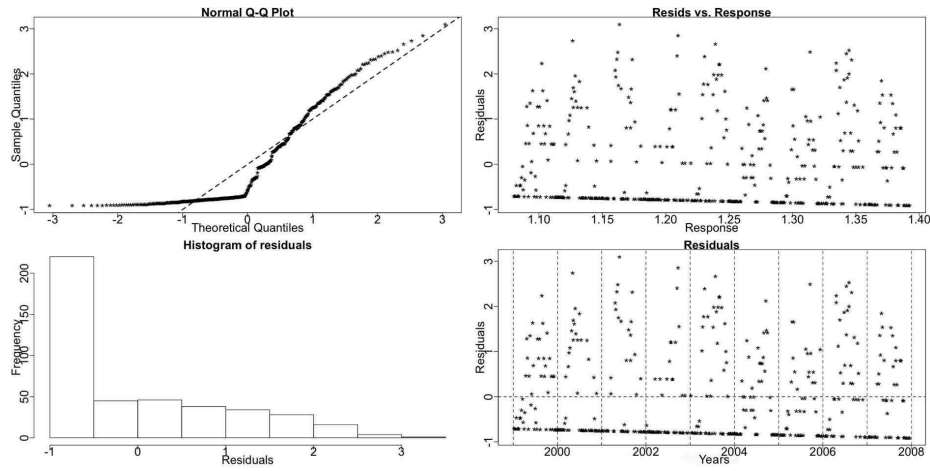 Normal Q-Q Plot
Sample Quantiles
3
2
1
0
-1
-3 -2 -1 0 1 2 3
Theoretical Quantiles
Resids vs. Response
Residuals
3
2
1
0
-1
1.10 1.15 1.20 1.25 1.30 1.35 1.40
Response
Histogram of residuals
Frequency
200
150
100
50
0
-1 0 1 2 3
Residuals
Residuals
Residuals
3
2
1
0
-1
2000 2002 2004 2006 2008
Years